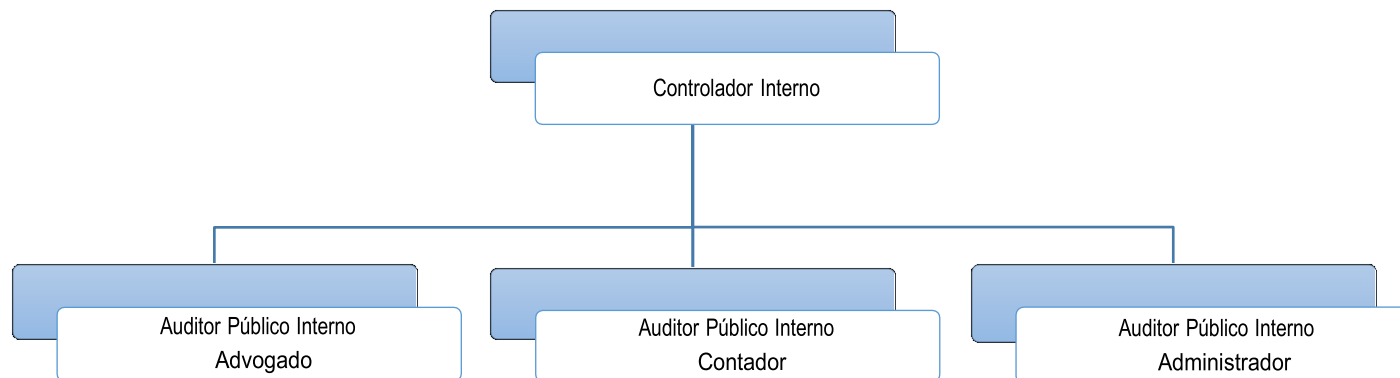 Controlador Interno
Auditor Público Interno
Advogado
Auditor Público Interno
Contador
Auditor Público Interno
Administrador